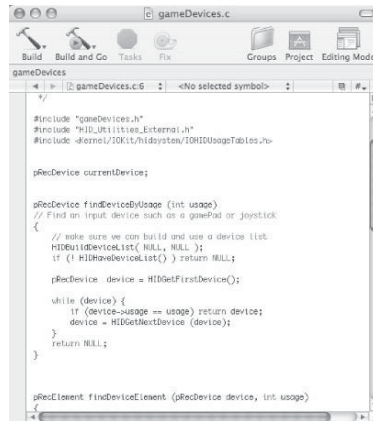 gameDevices.c
Build Build and Go Tasks Fix Groups Project Editing Mode
gameDevices
gameDevices.c:6 <No selected symbol> #
*/
#include "gameDevices.h"
#include "HID_Utilities_External.h"
#include <Kernel/IOKit/hidsystem/IOHIDUsageTables.h>
pRecDevice currentDevice;
pRecDevice findDeviceByUsage (int usage)
// Find an input device such as a gamePad or joystick
{
// make sure we can build and use a device list
HIDBuildDeviceList( NULL, NULL );
if (! HIDHaveDeviceList() ) return NULL;
pRecDevice device = HIDGetFirstDevice();
while (device) {
if (device->usage == usage) return device;
device = HIDGetNextDevice (device);
}
return NULL;
}
pRecElement findDeviceElement (pRecDevice device, int usage)
{